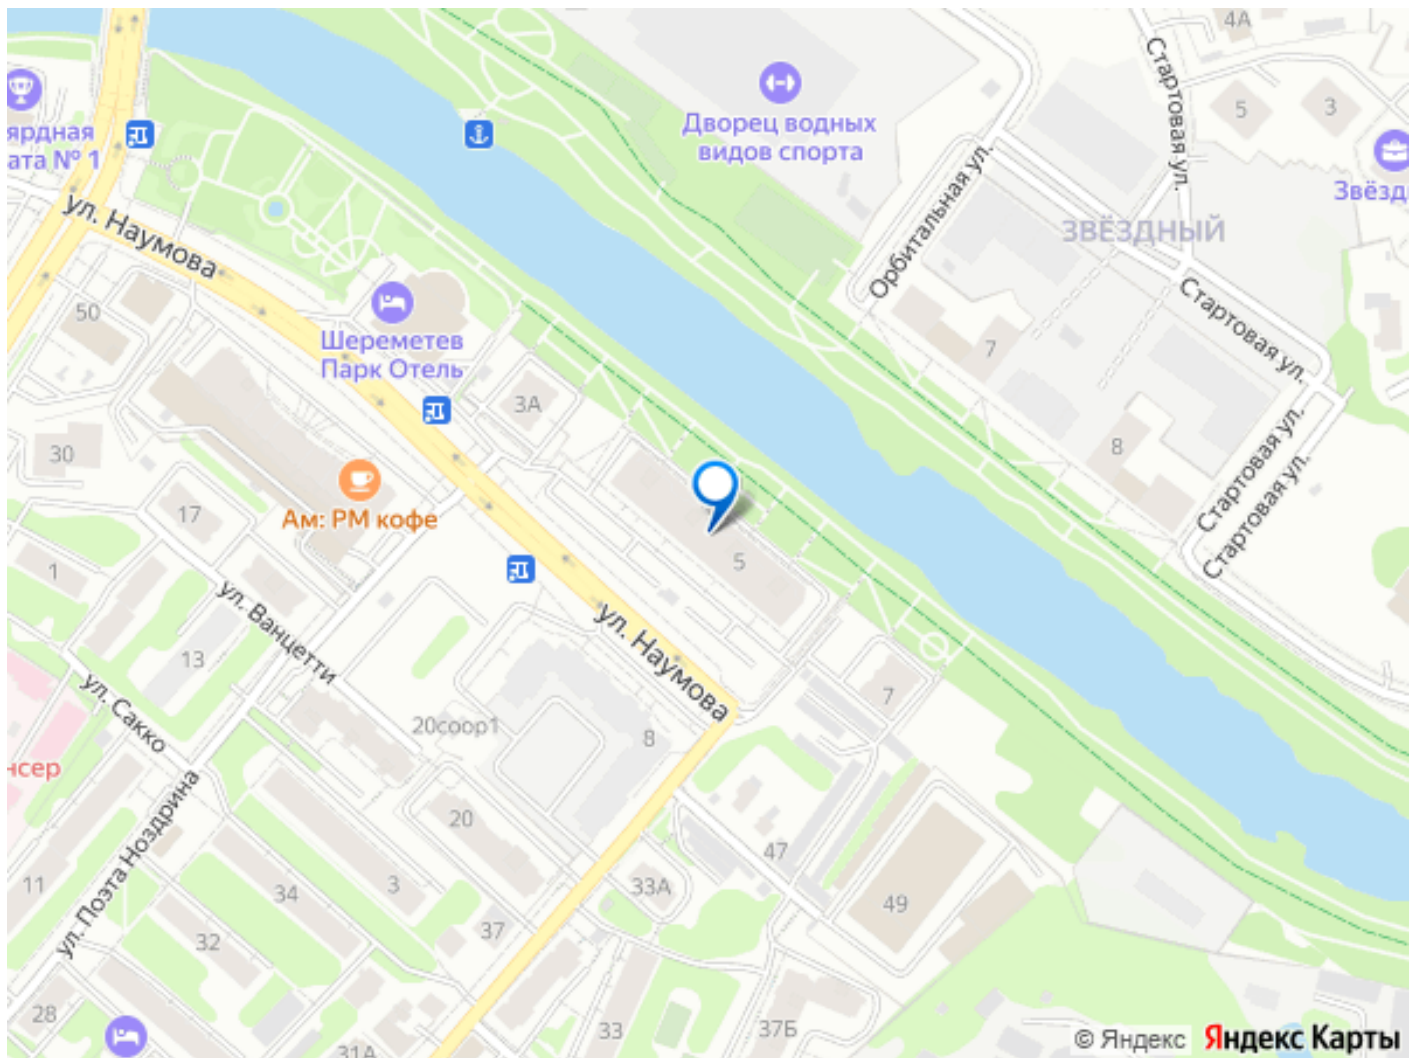 4А
Стартовая ул.
5
3
Дворец водных
видов спорта
ярдная
ата № 1
Орбитальная ул.
Звёзд
ЗВЁЗДНЫЙ
ул. Наумова
50
Шереметев
Парк Отель
7
Стартовая ул.
3А
30
8
Стартовая ул.
Стартовая ул.
17
Ам: РМ кофе
5
1
ул. Ванцетти
ул. Наумова
13
ул. Сакко
7
20соор1
8
нсер
ул. Поэта Ноздрина
20
47
11
34
3
33А
49
32
37
28
33
37Б
31А
© Яндекс
Яндекс Карты